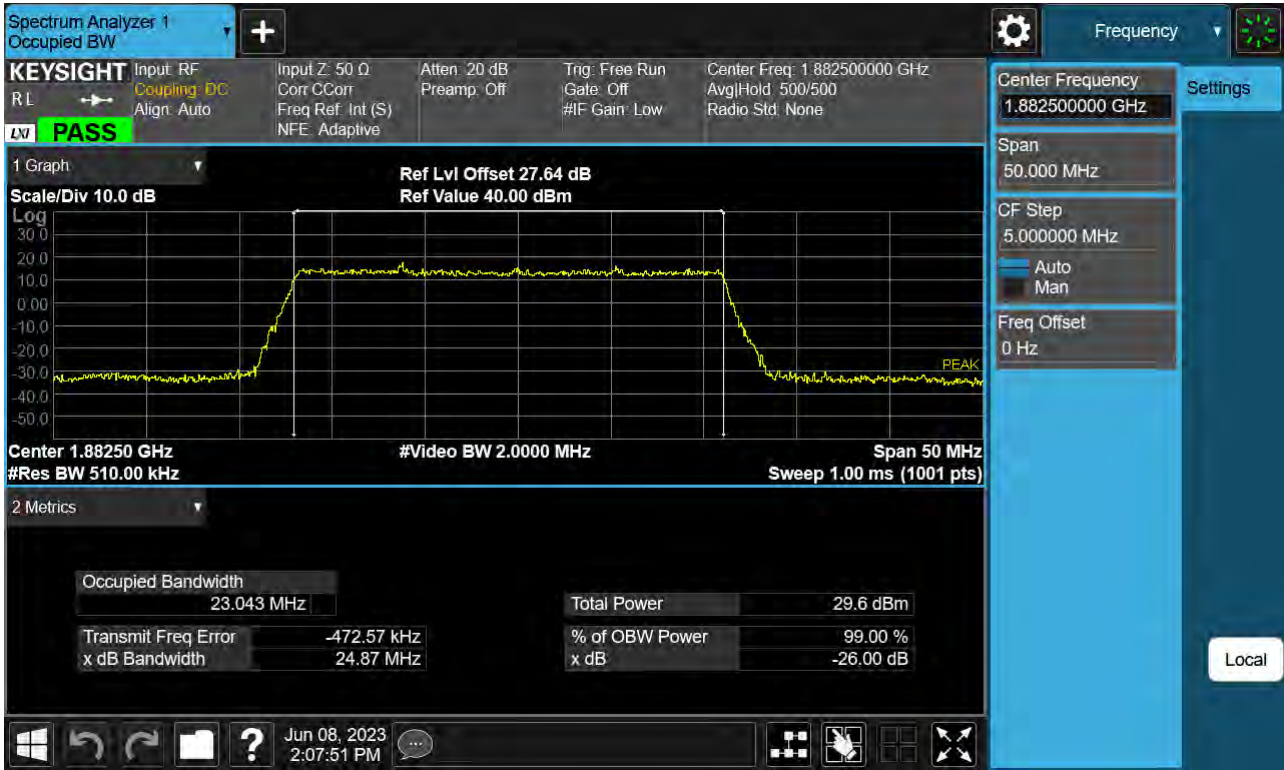 Spectrum Analyzer 1
Occupied BW
+
Frequency
KEYSIGHT
RL
LXI
PASS
Input: RF
Coupling: DC
Align: Auto
Input Z: 50 Ω
Corr CCorr
Freq Ref: Int (S)
NFE: Adaptive
Atten: 20 dB
Preamp: Off
Trig: Free Run
Gate: Off
#IF Gain: Low
Center Freq: 1.882500000 GHz
Avg|Hold: 500/500
Radio Std: None
Center Frequency
1.882500000 GHz
Settings
Span
50.000 MHz
CF Step
5.000000 MHz
Auto
Man
Freq Offset
0 Hz
1 Graph
Scale/Div 10.0 dB
Ref Lvl Offset 27.64 dB
Ref Value 40.00 dBm
Log
30.0
20.0
10.0
0.00
-10.0
-20.0
-30.0
-40.0
-50.0
PEAK
Center 1.88250 GHz
#Video BW 2.0000 MHz
Span 50 MHz
#Res BW 510.00 kHz
Sweep 1.00 ms (1001 pts)
2 Metrics
Occupied Bandwidth
23.043 MHz
Total Power 29.6 dBm
Transmit Freq Error -472.57 kHz
% of OBW Power 99.00 %
x dB Bandwidth 24.87 MHz
x dB -26.00 dB
Local
?
Jun 08, 2023
2:07:51 PM